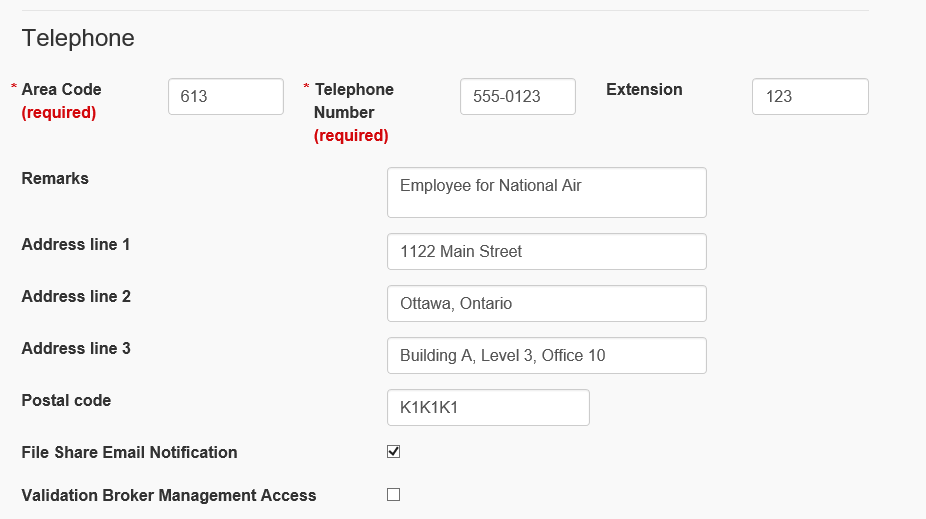 Telephone
* Area Code
(required)
613
* Telephone
Number
(required)
555-0123
Extension
123
Remarks
Employee for National Air
Address line 1
1122 Main Street
Address line 2
Ottawa, Ontario
Address line 3
Building A, Level 3, Office 10
Postal code
K1K1K1
File Share Email Notification
Validation Broker Management Access